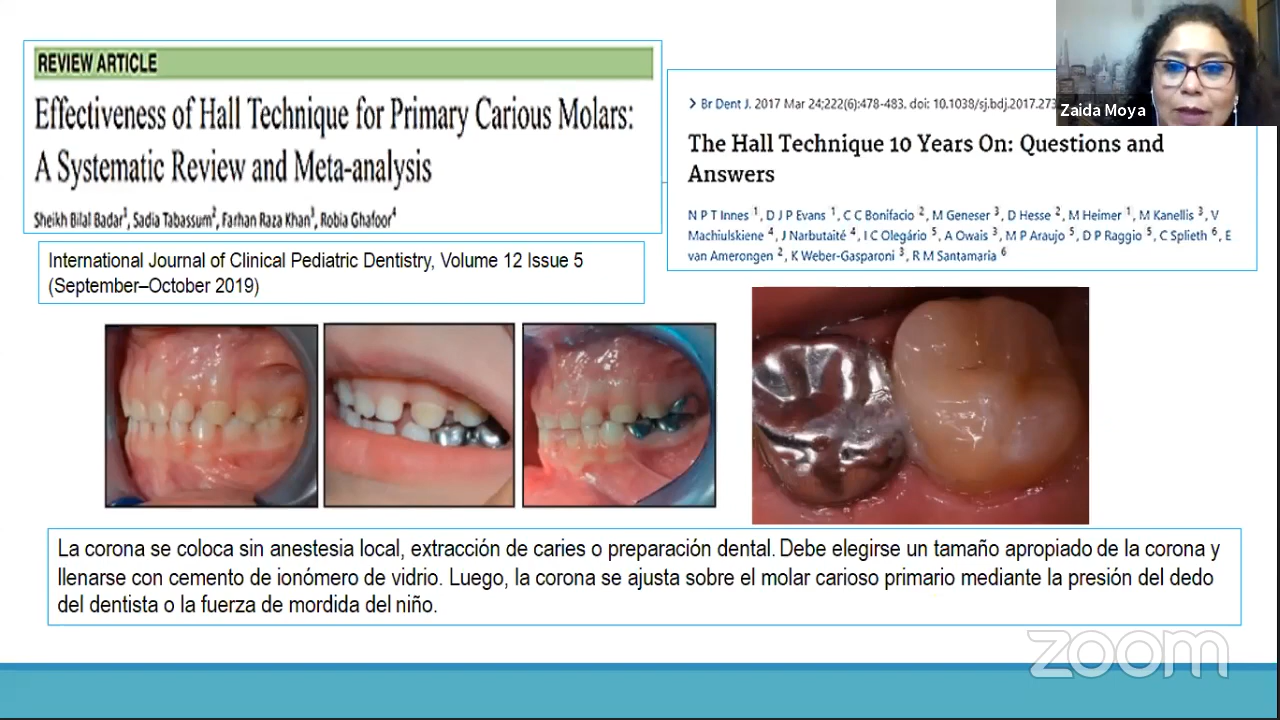 REVIEW ARTICLE
Effectiveness of Hall Technique for Primary Carious Molars:
A Systematic Review and Meta-analysis
Sheikh Bilal Badar1, Sadia Tabassum2, Farhan Raza Khan3, Robia Ghafoor4
International Journal of Clinical Pediatric Dentistry, Volume 12 Issue 5
(September–October 2019)
Br Dent J. 2017 Mar 24;222(6):478-483. doi: 10.1038/sj.bdj.2017.273
The Hall Technique 10 Years On: Questions and
Answers
N P T Innes 1, D J P Evans 1, C C Bonifacio 2, M Geneser 3, D Hesse 2, M Heimer 1, M Kanellis 3, V
Machiulskiene 4, J Narbutaité 4, I C Olegário 5, A Owais 3, M P Araujo 5, D P Raggio 5, C Splieth 6, E
van Amerongen 2, K Weber-Gasparoni 3, R M Santamaria 6
Zaida Moya
La corona se coloca sin anestesia local, extracción de caries o preparación dental. Debe elegirse un tamaño apropiado de la corona y
llenarse con cemento de ionómero de vidrio. Luego, la corona se ajusta sobre el molar carioso primario mediante la presión del dedo
del dentista o la fuerza de mordida del niño.
zoom